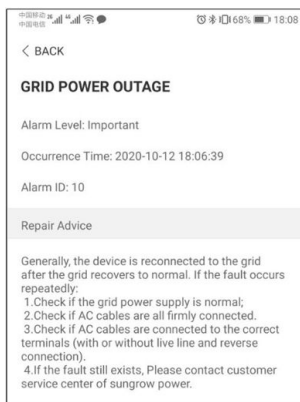 中国移动 2G 4G
中国电信
68% 18:08
< BACK
GRID POWER OUTAGE
Alarm Level: Important
Occurrence Time: 2020-10-12 18:06:39
Alarm ID: 10
Repair Advice
Generally, the device is reconnected to the grid
after the grid recovers to normal. If the fault occurs
repeatedly:
1.Check if the grid power supply is normal;
2.Check if AC cables are all firmly connected.
3.Check if AC cables are connected to the correct
terminals (with or without live line and reverse
connection).
4.If the fault still exists, Please contact customer
service center of sungrow power.